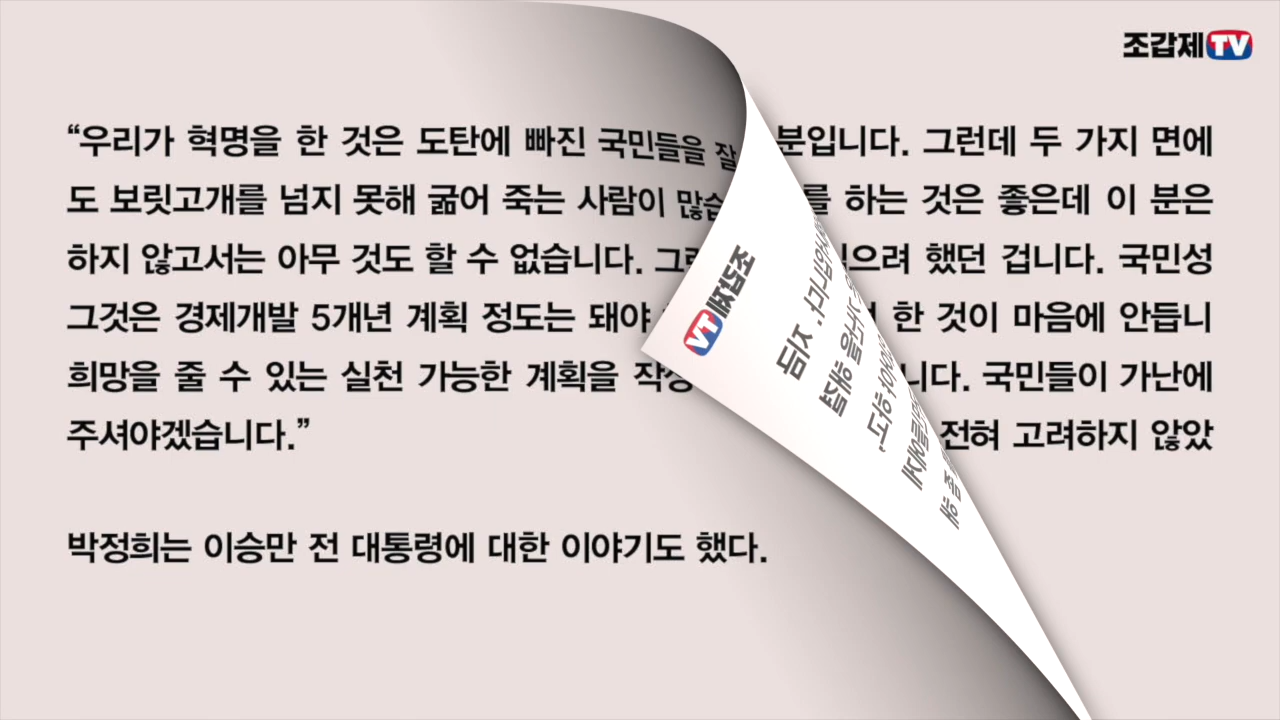 조갑제TV
“우리가 혁명을 한 것은 도탄에 빠진 국민들을 잘 분입니다. 그런데 두 가지 면에
도 보릿고개를 넘지 못해 굶어 죽는 사람이 많습 를 하는 것은 좋은데 이 분은
하지 않고서는 아무 것도 할 수 없습니다. 으려 했던 겁니다. 국민성
그것은 경제개발 5개년 계획 정도는 돼야 한 것이 마음에 안듭니
희망을 줄 수 있는 실천 가능한 계획을 니다. 국민들이 가난에
주셔야겠습니다.” 전혀 고려하지 않았
박정희는 이승만 전 대통령에 대한 이야기도 했다.